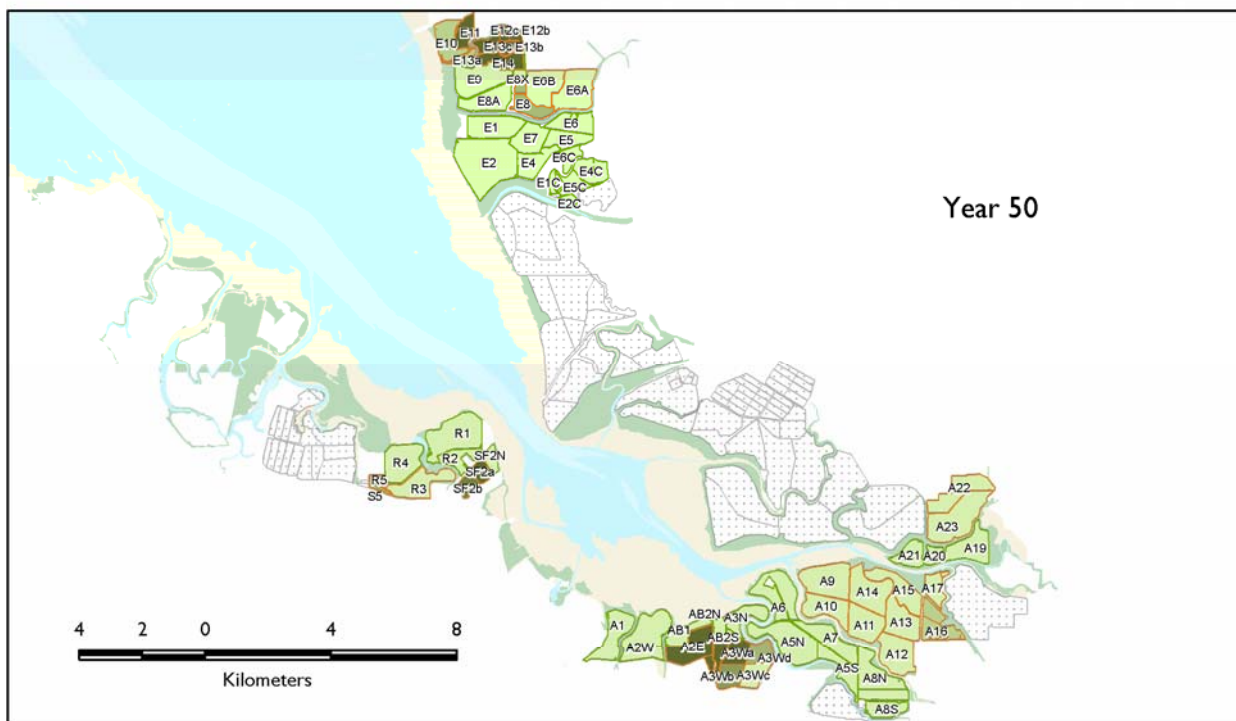 E11 E12c E12b
E10 E13c E13b
E13a E14
E9 E8X E6B E6A
E8A E8
E1 E6
E7 E5
E2 E4 E6C E4C
E1C E5C
E2C
Year 50
R1
R4 R2 SF2N
R5 R3 SF2a
S5 SF2b
A22
A23
A21 A20 A19
A9 A14 A15 A17
A10 A11 A13 A16
A12
A1 AB1 AB2N A3N A6
A2W A2E AB2S A5N A7
A3Wa A3Wd
A3Wb A3Wc A5S A8N
A8S
4 2 0 4 8
Kilometers